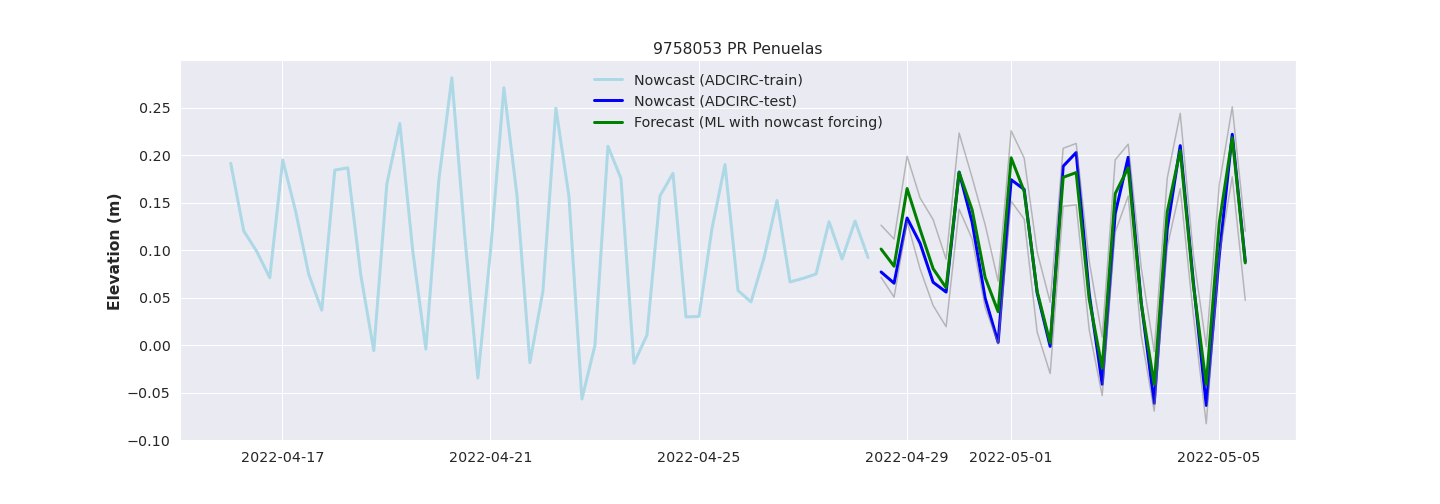 9758053 PR Penuelas
Nowcast (ADCIRC-train)
Nowcast (ADCIRC-test)
Forecast (ML with nowcast forcing)
Elevation (m)
0.25
0.20
0.15
0.10
0.05
0.00
−0.05
−0.10
2022-04-17 2022-04-21 2022-04-25 2022-04-29 2022-05-01 2022-05-05